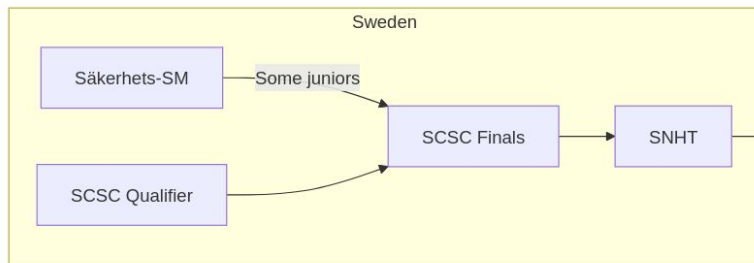 Sweden
Säkerhets-SM
Some juniors
SCSC Finals
SNHT
SCSC Qualifier